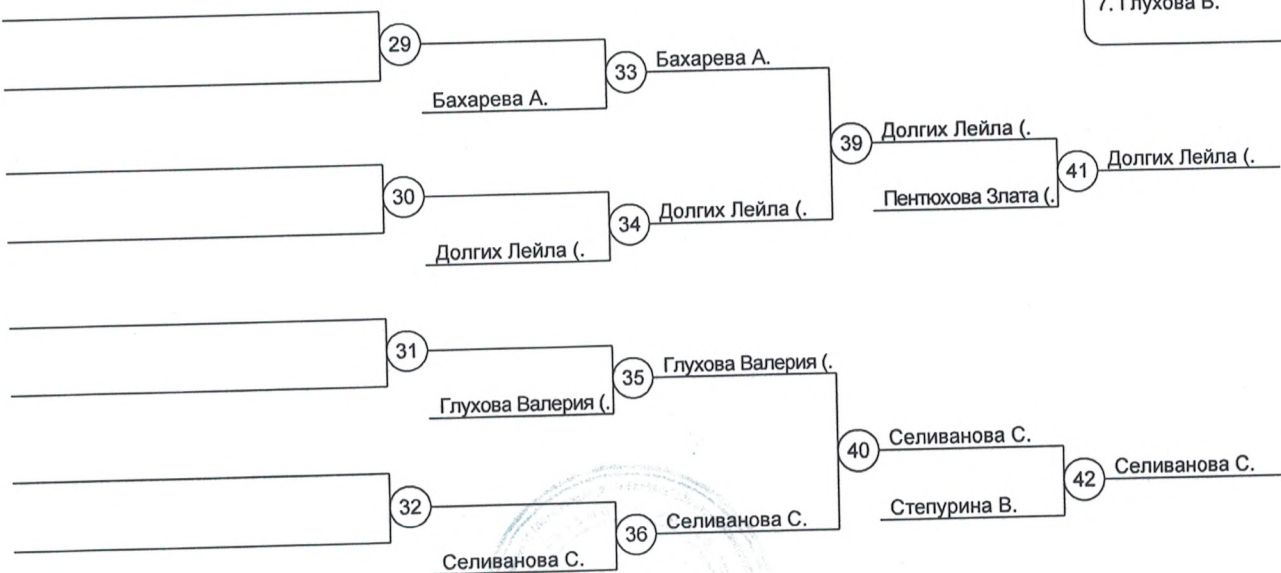 7. Глухова В.
29
33
Бахарева А.
Бахарева А.
39
Долгих Лейла (.
41
Долгих Лейла (.
30
34
Долгих Лейла (.
Пентюхова Злата (.
Долгих Лейла (.
31
35
Глухова Валерия (.
Глухова Валерия (.
40
Селиванова С.
42
Селиванова С.
32
36
Селиванова С.
Степурина В.
Селиванова С.